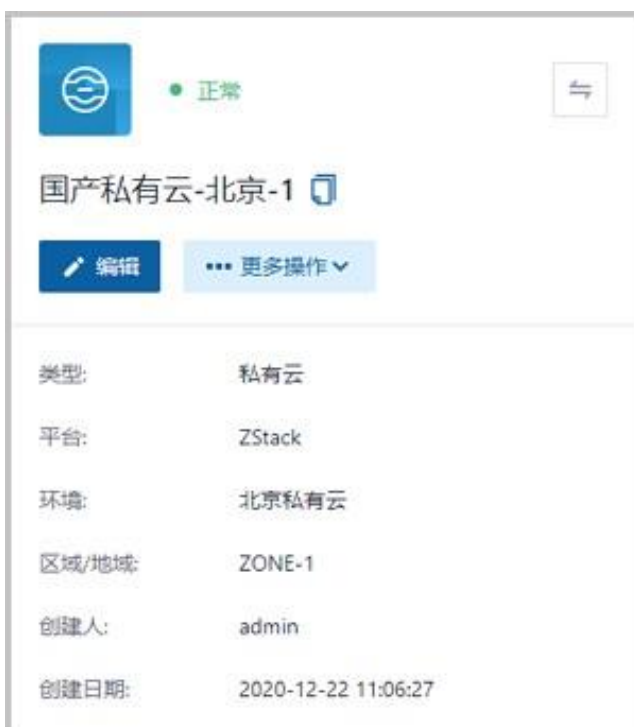 正常
国产私有云-北京-1
编辑
••• 更多操作
类型: 私有云
平台: ZStack
环境: 北京私有云
区域/地域: ZONE-1
创建人: admin
创建日期: 2020-12-22 11:06:27